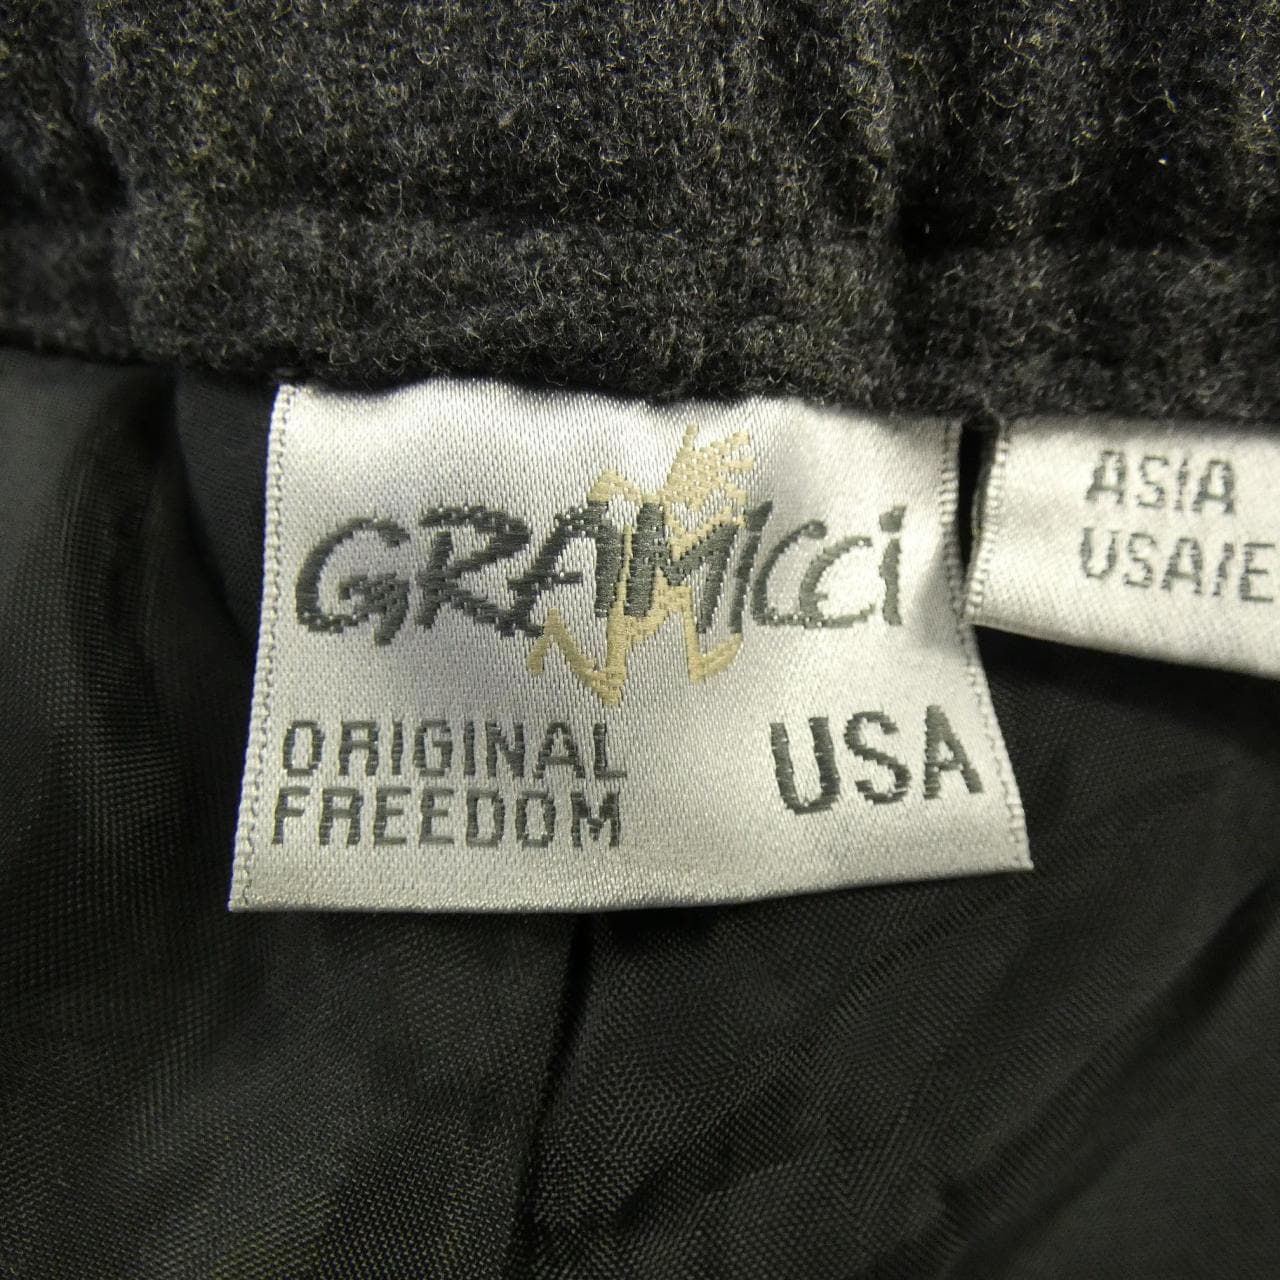 GRAMICCi
ORIGINAL
FREEDOM
USA
ASIA
USA/E